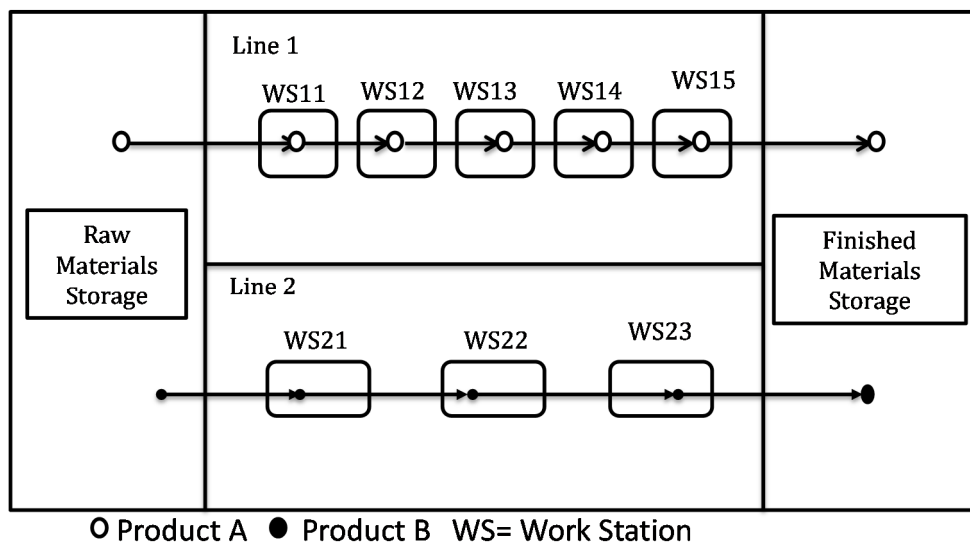 Line 1
WS11
WS12
WS13
WS14
WS15
Raw
Materials
Storage
Finished
Materials
Storage
Line 2
WS21
WS22
WS23
Product A Product B WS= Work Station